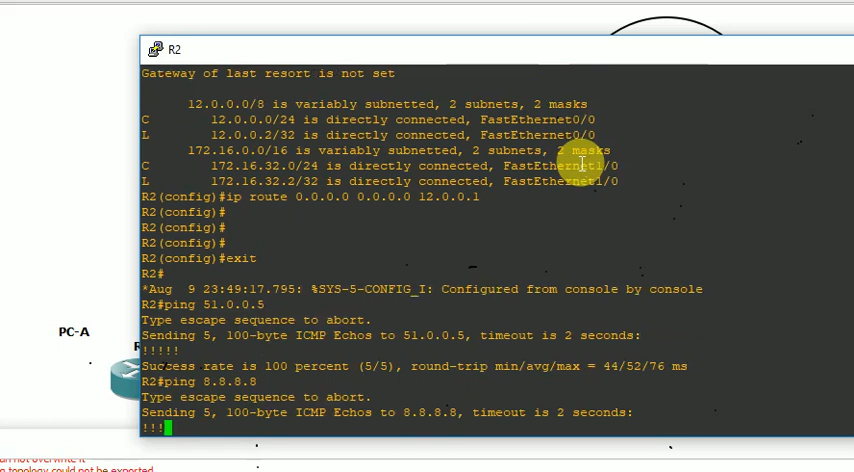 R2
Gateway of last resort is not set
12.0.0.0/8 is variably subnetted, 2 subnets, 2 masks
C 12.0.0.0/24 is directly connected, FastEthernet0/0
L 12.0.0.2/32 is directly connected, FastEthernet0/0
172.16.0.0/16 is variably subnetted, 2 subnets, 2 masks
C 172.16.32.0/24 is directly connected, FastEthernet1/0
L 172.16.32.2/32 is directly connected, FastEthernet1/0
R2(config)#ip route 0.0.0.0 0.0.0.0 12.0.0.1
R2(config)#
R2(config)#
R2(config)#
R2(config)#exit
R2#
*Aug 9 23:49:17.795: %SYS-5-CONFIG_I: Configured from console by console
R2#ping 51.0.0.5
Type escape sequence to abort.
Sending 5, 100-byte ICMP Echos to 51.0.0.5, timeout is 2 seconds:
!!!!!
Success rate is 100 percent (5/5), round-trip min/avg/max = 44/52/76 ms
R2#ping 8.8.8.8
Type escape sequence to abort.
Sending 5, 100-byte ICMP Echos to 8.8.8.8, timeout is 2 seconds:
!!!
PC-A
topology could not be exported